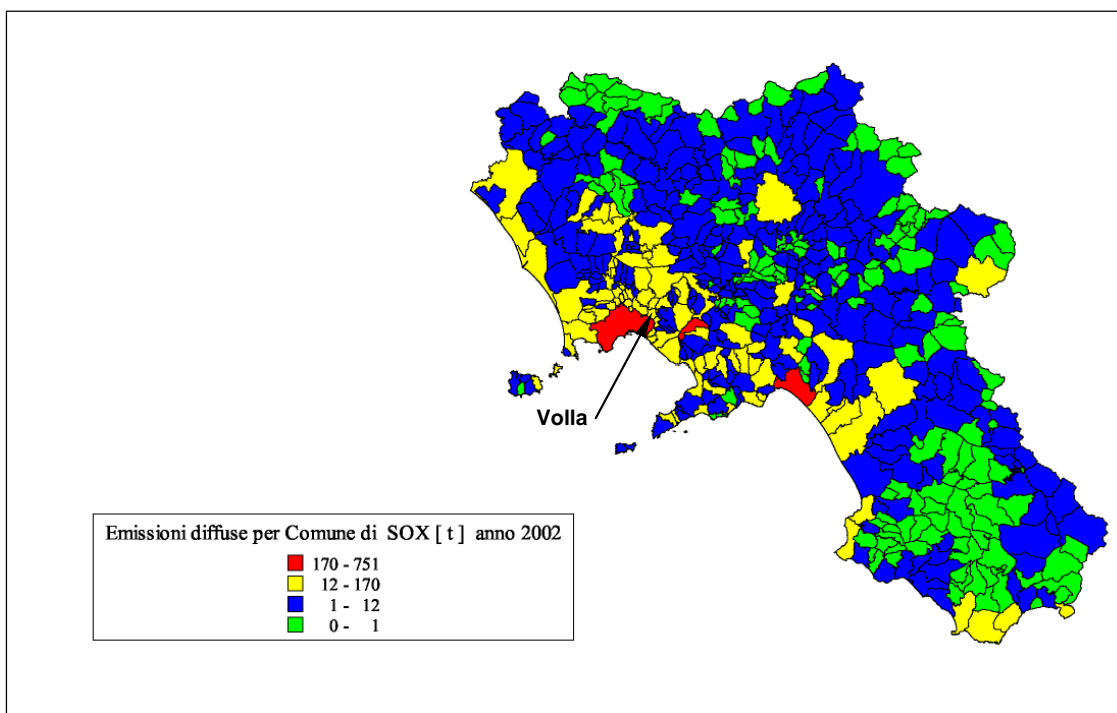 Volla
Emissioni diffuse per Comune di SOX [ t ] anno 2002
170 - 751
12 - 170
1 - 12
0 - 1